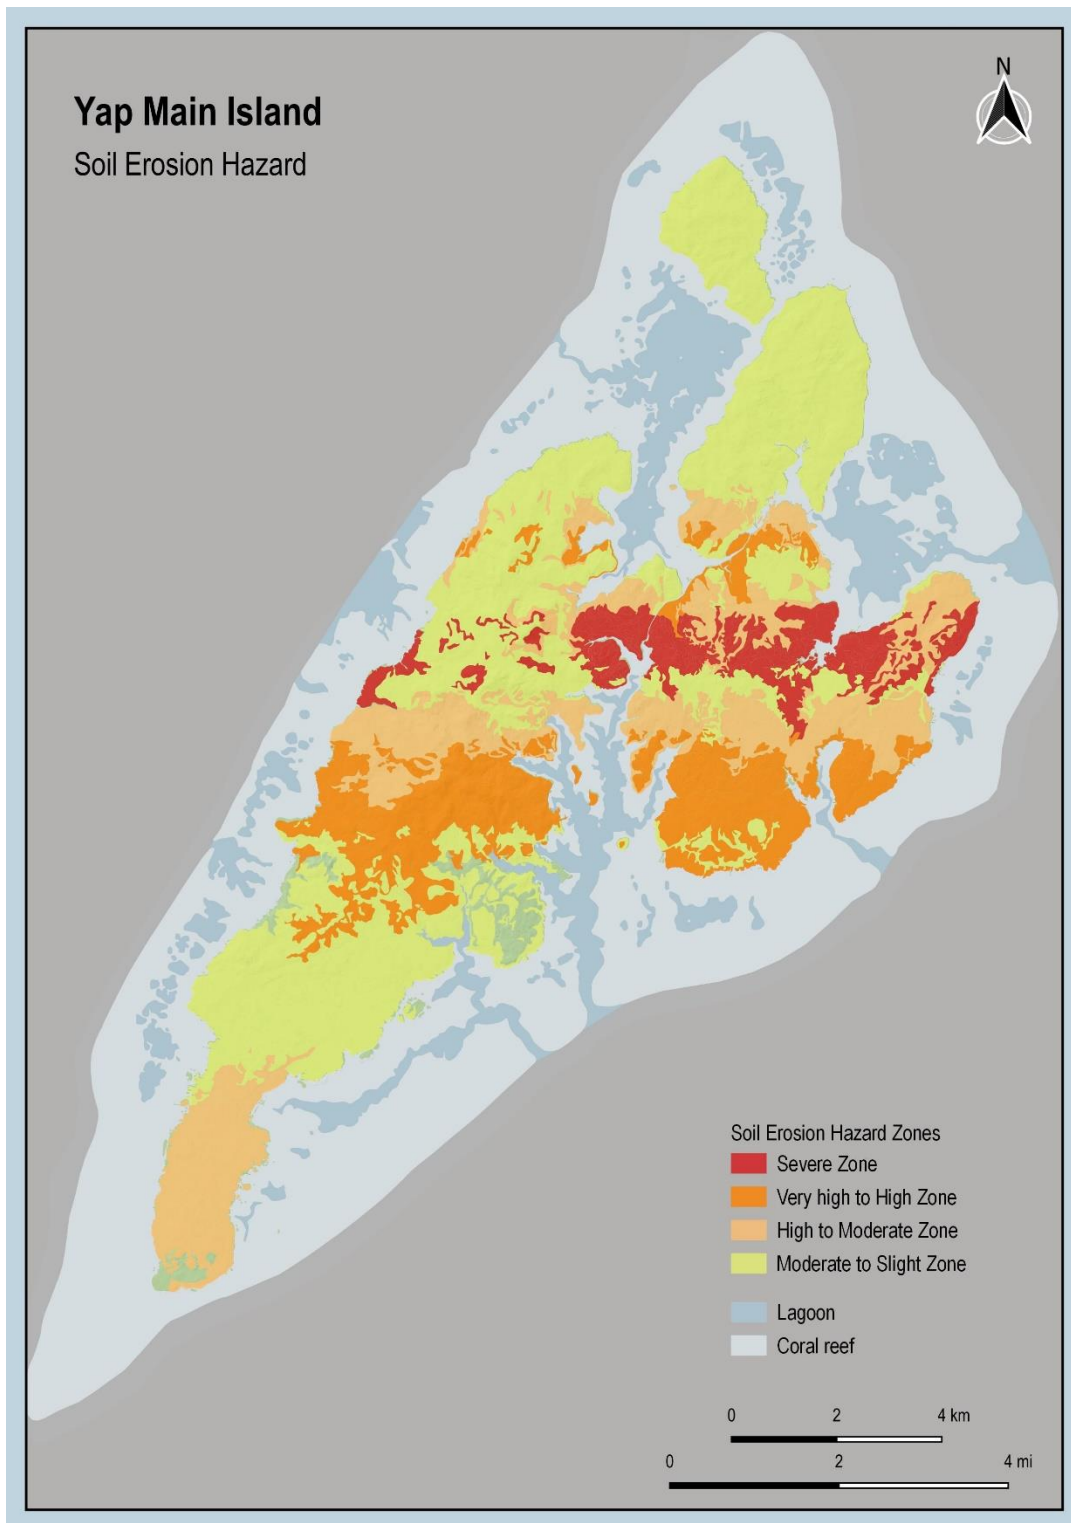 Yap Main Island
Soil Erosion Hazard
N
Soil Erosion Hazard Zones
Severe Zone
Very high to High Zone
High to Moderate Zone
Moderate to Slight Zone
Lagoon
Coral reef
0 2 4 km
0 2 4 mi